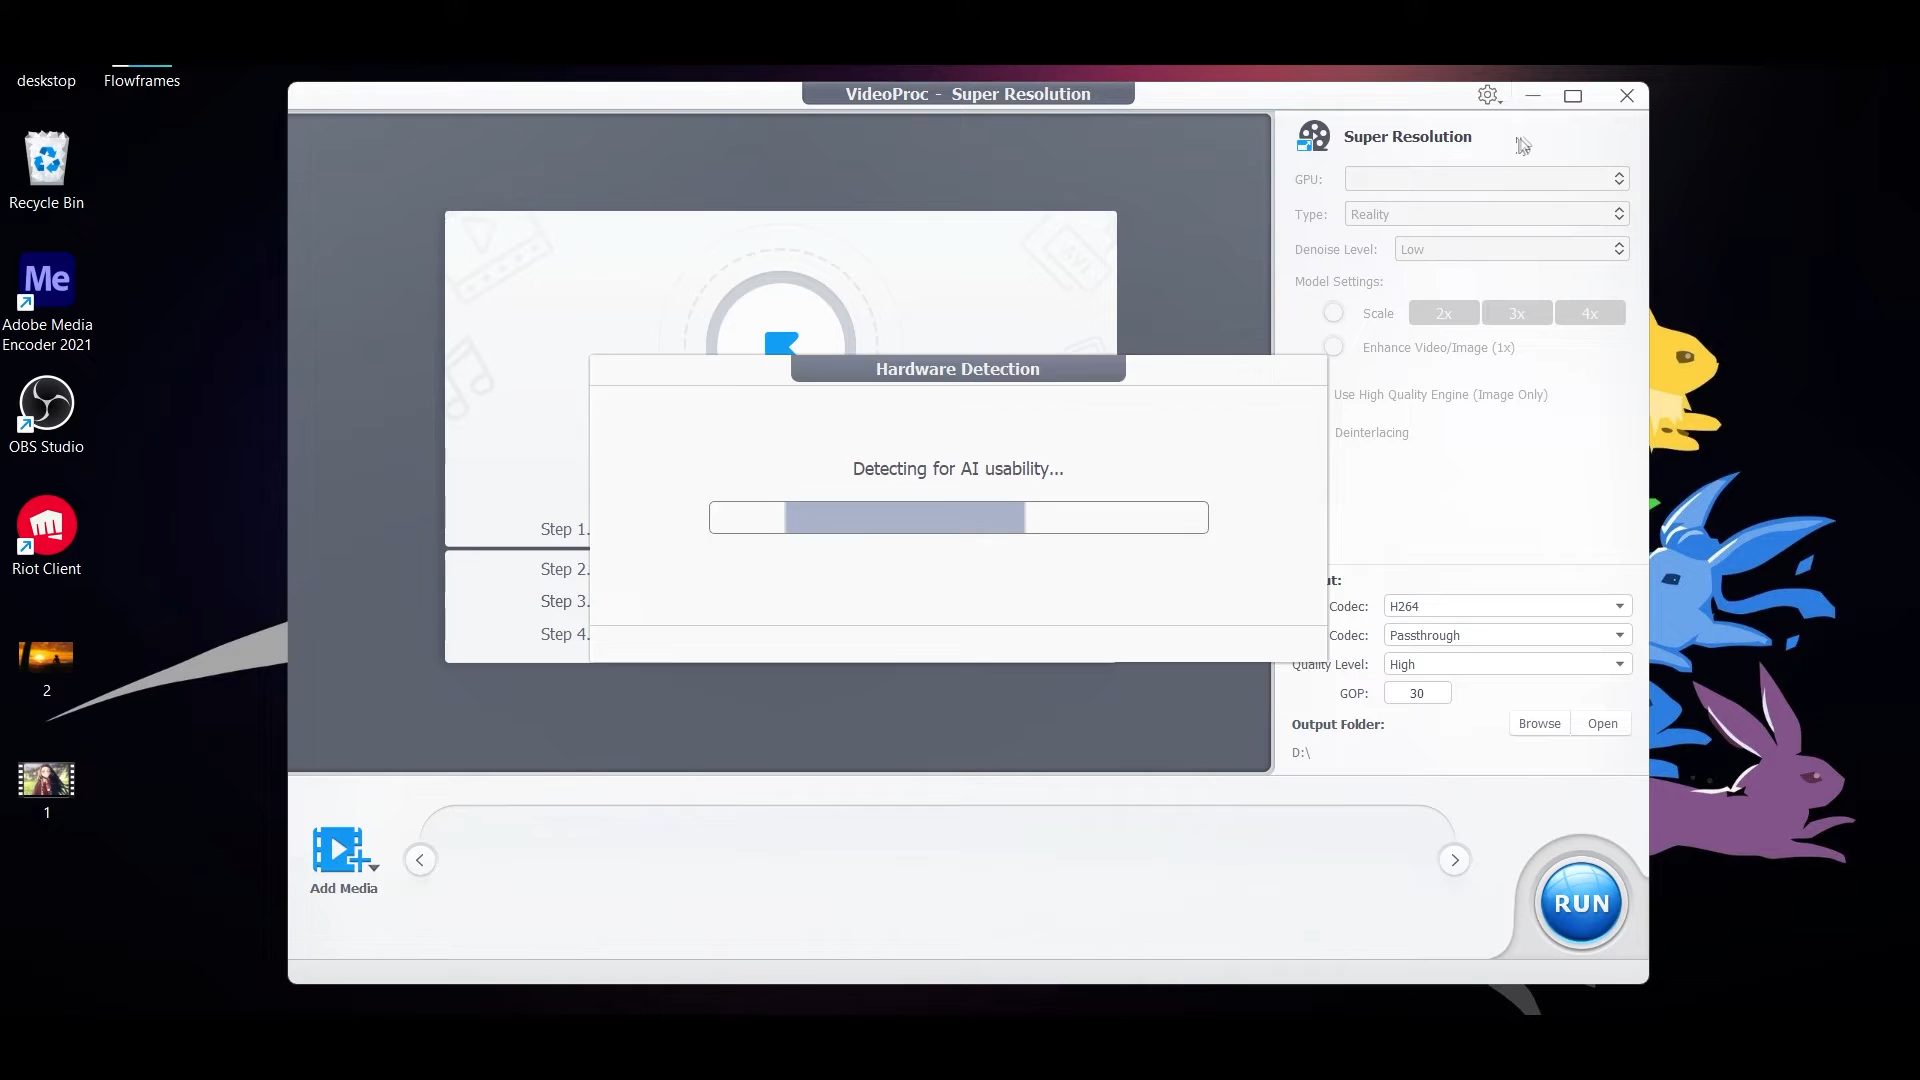 deskstop
Flowframes
Recycle Bin
Me
Adobe Media
Encoder 2021
OBS Studio
Riot Client
2
1
VideoProc - Super Resolution
Super Resolution
GPU:
Type: Reality
Denoise Level: Low
Model Settings:
Scale 2x 3x 4x
Enhance Video/Image (1x)
Use High Quality Engine (Image Only)
Deinterlacing
Hardware Detection
Detecting for AI usability...
Step 1.
Step 2.
Step 3.
Step 4.
ut:
Codec: H264
Codec: Passthrough
Quality Level: High
GOP: 30
Output Folder: Browse Open
D:\
Add Media
RUN